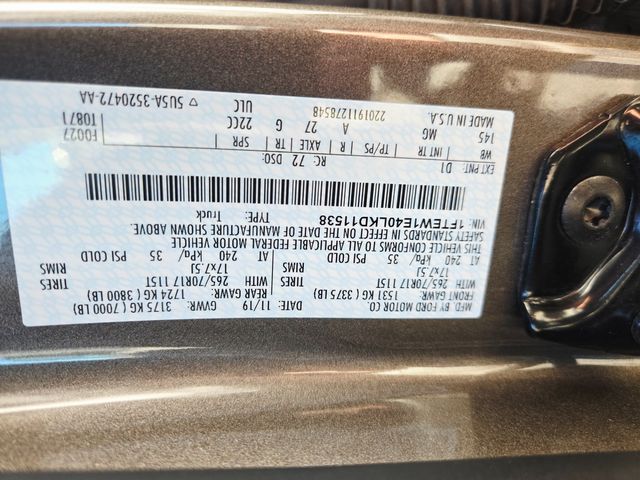 MFD. BY FORD MOTOR CO.
DATE: 11/19 GVWR: 3175 KG ( 7000 LB)
FRONT GAWR: 1531 KG ( 3375 LB) REAR GAWR: 1724 KG ( 3800 LB)
WITH 265/70R17 115T TIRES WITH 265/70R17 115T TIRES
17x7.5J RIMS 17x7.5J RIMS
AT 240 kPa/ 35 PSI COLD AT 240 kPa/ 35 PSI COLD
THIS VEHICLE CONFORMS TO ALL APPLICABLE FEDERAL MOTOR VEHICLE
SAFETY STANDARDS IN EFFECT ON THE DATE OF MANUFACTURE SHOWN ABOVE.
VIN: 1FTEW1E40LKD11538 TYPE: Truck
EXT PNT: D1 RC: 72 DSO: F0027
WB INT TR TP/PS R AXLE TR SPR T0871
145 MG A 27 G 22CC
MADE IN U.S.A. ULC
2201911278548 ▽ 5USA-3520472-AA